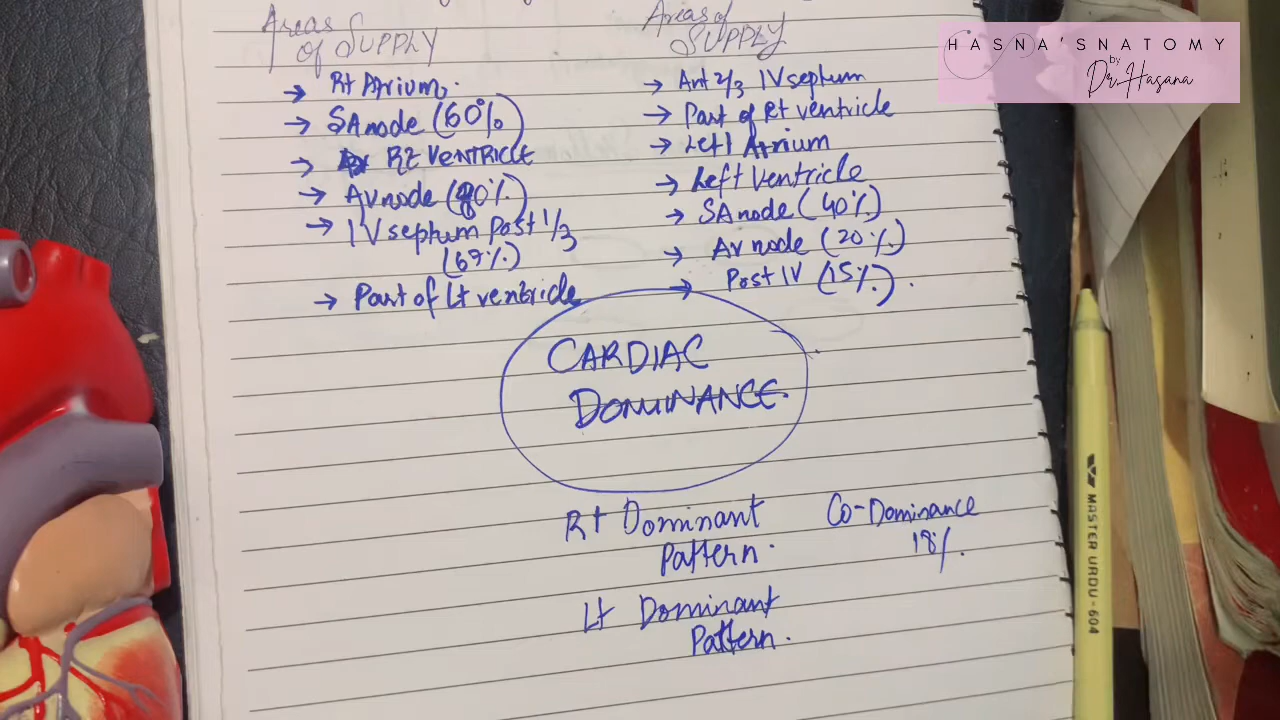 Areas
of SUPPLY
→ Rt Atrium.
→ SA node (60%)
→ RT VENTRICLE
→ AV node (80%)
→ IV septum Post 1/3
(67%)
→ Part of Lt ventricle
Areas of
SUPPLY
→ Ant 2/3 IV septum
→ Part of Rt ventricle
→ Left Atrium
→ Left Ventricle
→ SA node (40%)
→ AV node (20%)
→ Post IV (15%).
CARDIAC
DOMINANCE.
Rt Dominant
Pattern.
Co-Dominance
18%.
Lt Dominant
Pattern.
HASNA'SNATOMY
by
Dr.Hasana
MASTER URDU-604